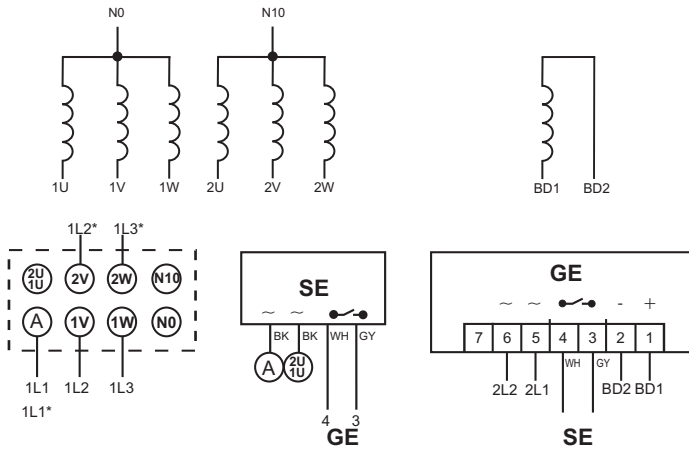 N0 N10
1U 1V 1W 2U 2V 2W BD1 BD2
1L2* 1L3*
2U 1U 2V 2W N10
A 1V 1W N0
1L1 1L2 1L3
1L1*
SE
~ ~
BK BK WH GY
A 2U 1U
4 3
GE
GE
~ ~ - +
7 6 5 4 3 2 1
WH GY
2L2 2L1 BD2 BD1
SE